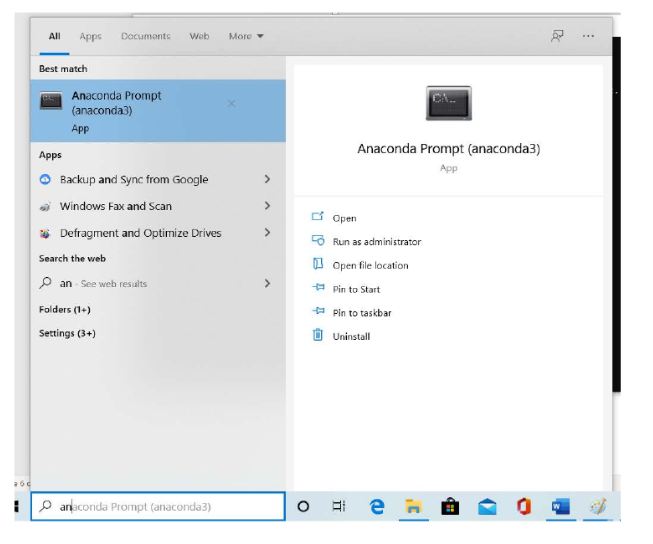 All Apps Documents Web More
Best match
Anaconda Prompt
(anaconda3)
App
Apps
Backup and Sync from Google
Windows Fax and Scan
Defragment and Optimize Drives
Search the web
an - See web results
Folders (1+)
Settings (3+)
Anaconda Prompt (anaconda3)
App
Open
Run as administrator
Open file location
Pin to Start
Pin to taskbar
Uninstall
anaconda Prompt (anaconda3)